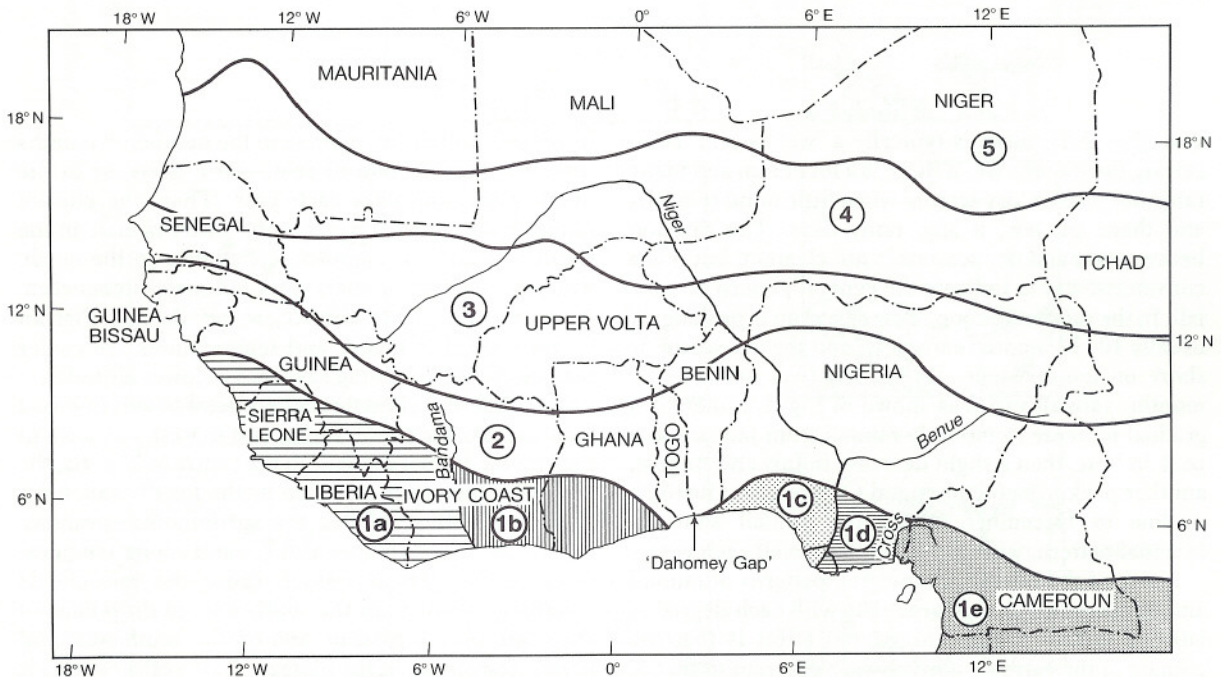 18° W
12° W
6° W
0°
6° E
12° E
MAURITANIA
MALI
NIGER
18° N
18° N
5
4
Niger
SENEGAL
TCHAD
GUINEA
BISSAU
12° N
3
UPPER VOLTA
12° N
GUINEA
BENIN
NIGERIA
SIERRA
LEONE
Bandama
2
GHANA
TOGO
Benue
6° N
LIBERIA
IVORY COAST
1a
1b
1c
1d
Cross
6° N
'Dahomey Gap'
1e
CAMEROUN
18° W
12° W
6° W
0°
6° E
12° E